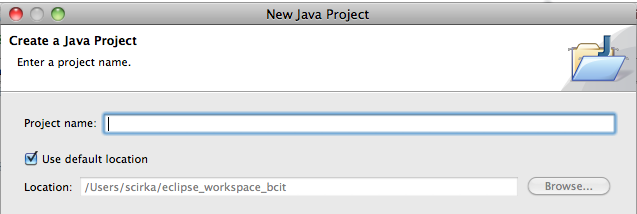 New Java Project
Create a Java Project
Enter a project name.
Project name:
Use default location
Location: /Users/scirka/eclipse_workspace_bcit Browse...